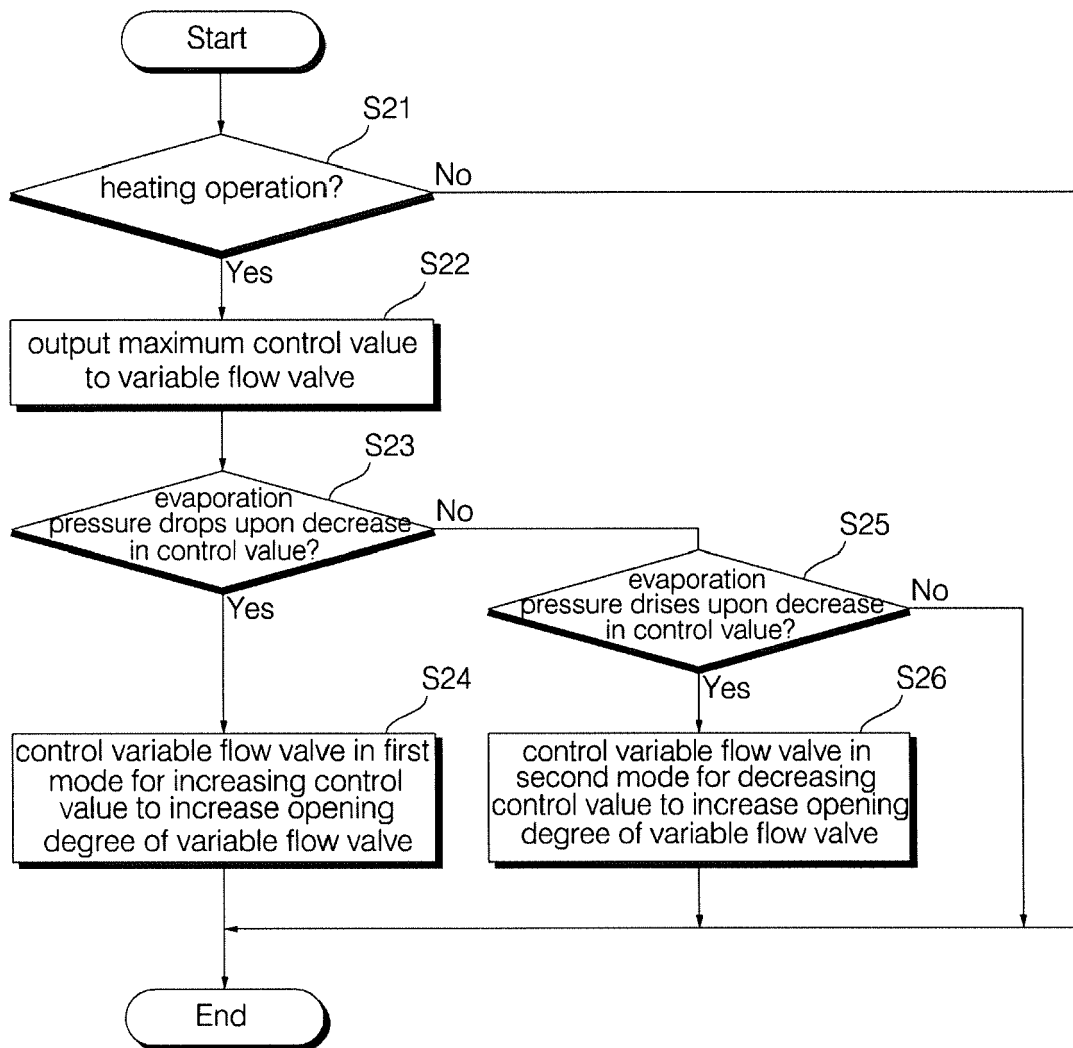 Start
S21
heating operation?
No
Yes
S22
output maximum control value
to variable flow valve
S23
evaporation
pressure drops upon decrease
in control value?
No
Yes
S25
evaporation
pressure drises upon decrease
in control value?
No
Yes
S24
control variable flow valve in first
mode for increasing control
value to increase opening
degree of variable flow valve
S26
control variable flow valve in
second mode for decreasing
control value to increase opening
degree of variable flow valve
End